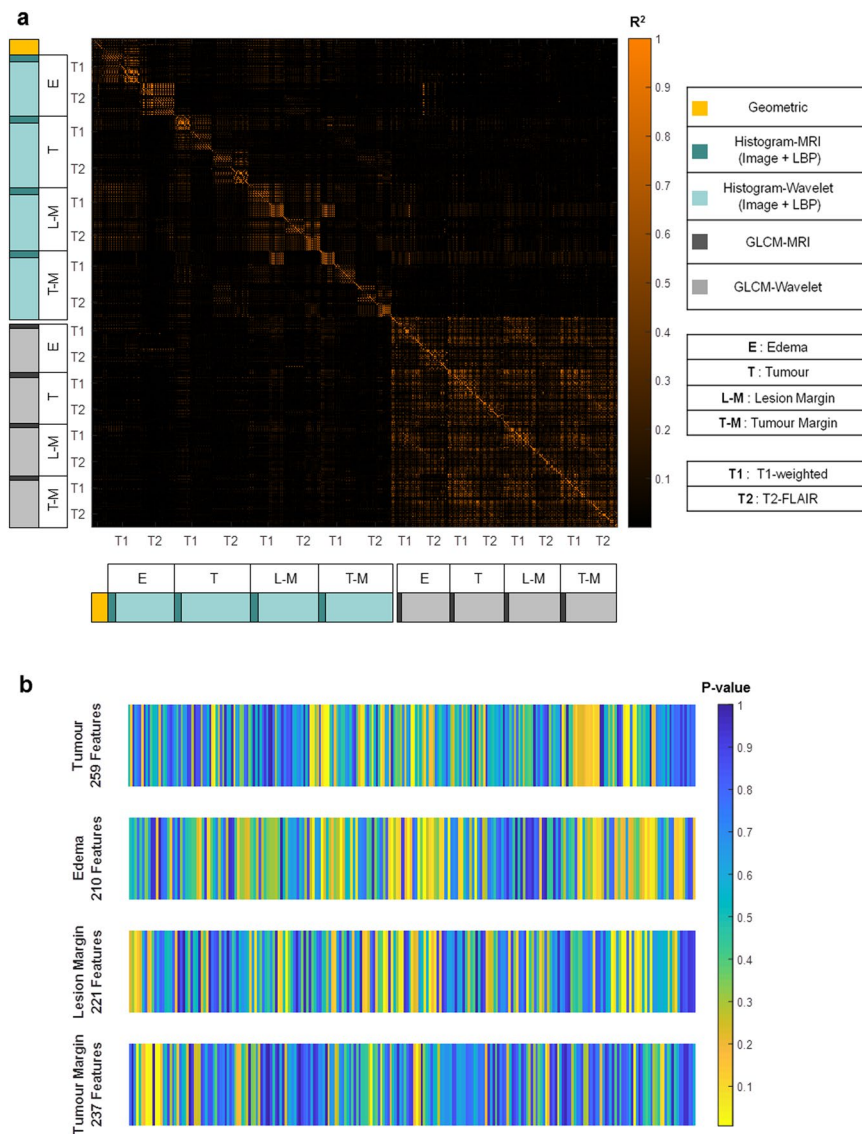 a
R²
1
0.9
0.8
0.7
0.6
0.5
0.4
0.3
0.2
0.1
E
T
L-M
T-M
E
T
L-M
T-M
T1
T2
T1
T2
T1
T2
T1
T2
T1
T2
T1
T2
T1
T2
T1
T2
T1 T2 T1 T2 T1 T2 T1 T2 T1 T2 T1 T2 T1 T2 T1 T2
E T L-M T-M E T L-M T-M
Geometric
Histogram-MRI
(Image + LBP)
Histogram-Wavelet
(Image + LBP)
GLCM-MRI
GLCM-Wavelet
E : Edema
T : Tumour
L-M : Lesion Margin
T-M : Tumour Margin
T1 : T1-weighted
T2 : T2-FLAIR
b
P-value
1
0.9
0.8
0.7
0.6
0.5
0.4
0.3
0.2
0.1
Tumour
259 Features
Edema
210 Features
Lesion Margin
221 Features
Tumour Margin
237 Features